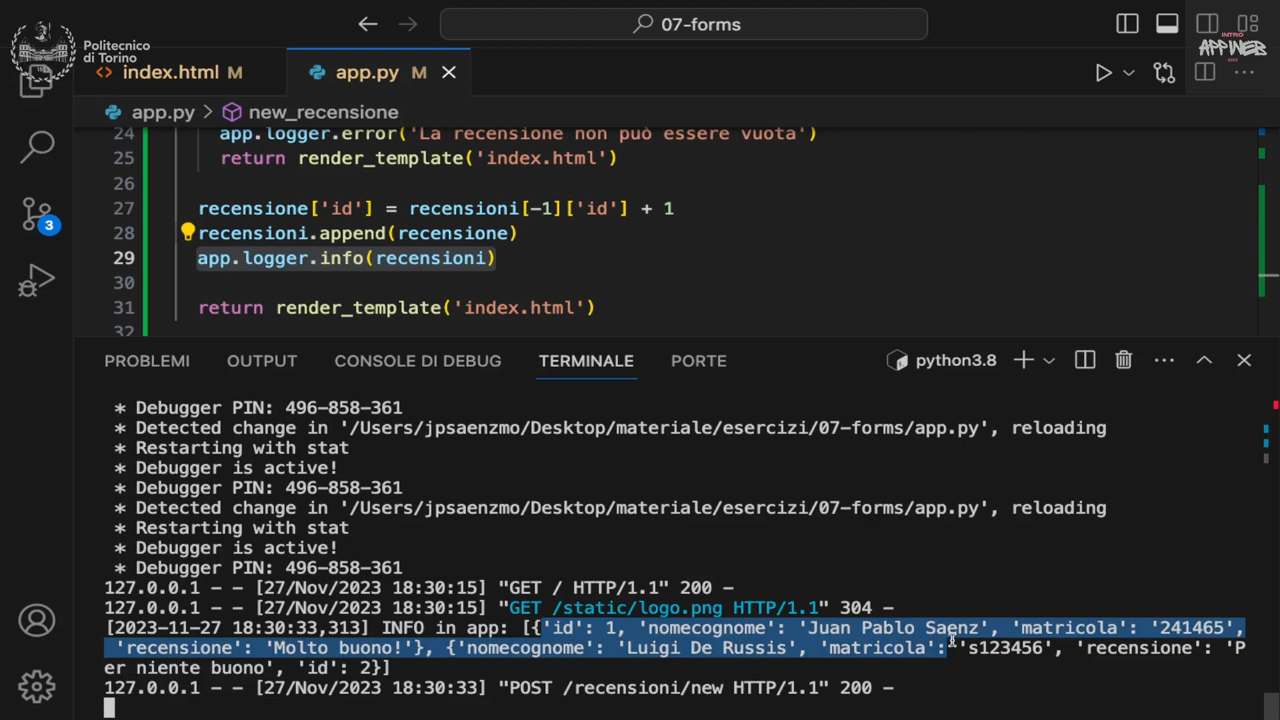 07-forms
Politecnico
di Torino
INTRO
APPINWEB
2023
index.html M
app.py M
app.py > new_recensione
24 app.logger.error('La recensione non può essere vuota')
25 return render_template('index.html')
26
27 recensione['id'] = recensioni[-1]['id'] + 1
28 recensioni.append(recensione)
29 app.logger.info(recensioni)
30
31 return render_template('index.html')
32
3
PROBLEMI OUTPUT CONSOLE DI DEBUG TERMINALE PORTE python3.8
* Debugger PIN: 496-858-361
* Detected change in '/Users/jpsaenzmo/Desktop/materiale/esercizi/07-forms/app.py', reloading
* Restarting with stat
* Debugger is active!
* Debugger PIN: 496-858-361
* Detected change in '/Users/jpsaenzmo/Desktop/materiale/esercizi/07-forms/app.py', reloading
* Restarting with stat
* Debugger is active!
* Debugger PIN: 496-858-361
127.0.0.1 - - [27/Nov/2023 18:30:15] "GET / HTTP/1.1" 200 -
127.0.0.1 - - [27/Nov/2023 18:30:15] "GET /static/logo.png HTTP/1.1" 304 -
[2023-11-27 18:30:33,313] INFO in app: [{'id': 1, 'nomecognome': 'Juan Pablo Saenz', 'matricola': '241465',
'recensione': 'Molto buono!'}, {'nomecognome': 'Luigi De Russis', 'matricola': 's123456', 'recensione': 'P
er niente buono', 'id': 2}]
127.0.0.1 - - [27/Nov/2023 18:30:33] "POST /recensioni/new HTTP/1.1" 200 -